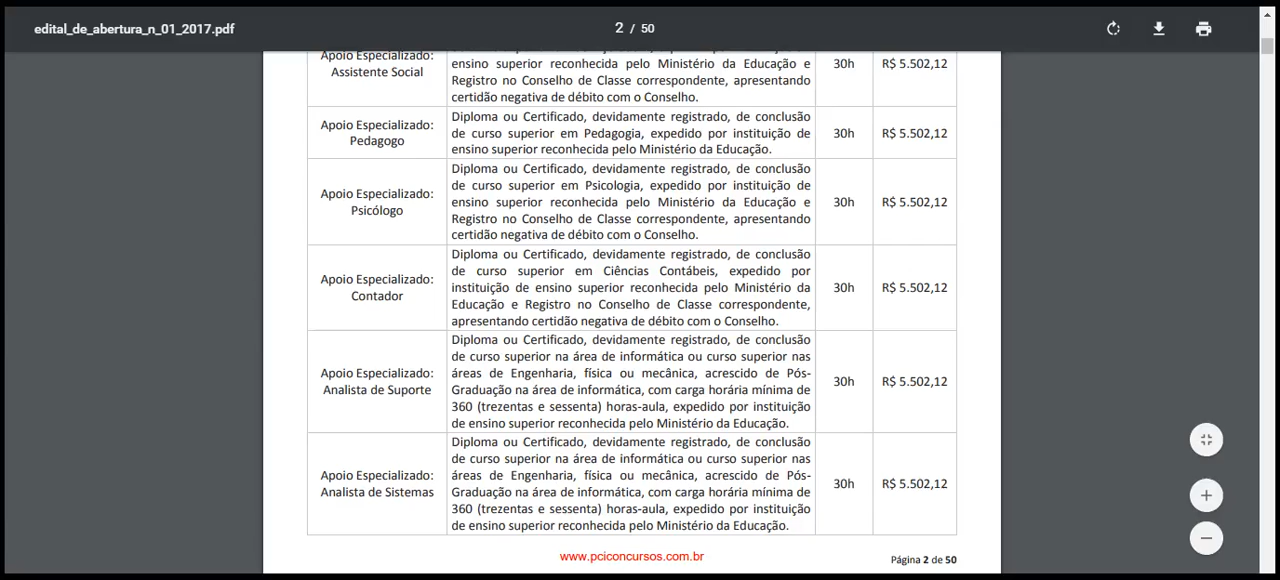 edital_de_abertura_n_01_2017.pdf
2 / 50
Apoio Especializado:
Assistente Social
ensino superior reconhecida pelo Ministério da Educação e
Registro no Conselho de Classe correspondente, apresentando
certidão negativa de débito com o Conselho.
30h
R$ 5.502,12
Apoio Especializado:
Pedagogo
Diploma ou Certificado, devidamente registrado, de conclusão
de curso superior em Pedagogia, expedido por instituição de
ensino superior reconhecida pelo Ministério da Educação.
30h
R$ 5.502,12
Apoio Especializado:
Psicólogo
Diploma ou Certificado, devidamente registrado, de conclusão
de curso superior em Psicologia, expedido por instituição de
ensino superior reconhecida pelo Ministério da Educação e
Registro no Conselho de Classe correspondente, apresentando
certidão negativa de débito com o Conselho.
30h
R$ 5.502,12
Apoio Especializado:
Contador
Diploma ou Certificado, devidamente registrado, de conclusão
de curso superior em Ciências Contábeis, expedido por
instituição de ensino superior reconhecida pelo Ministério da
Educação e Registro no Conselho de Classe correspondente,
apresentando certidão negativa de débito com o Conselho.
30h
R$ 5.502,12
Apoio Especializado:
Analista de Suporte
Diploma ou Certificado, devidamente registrado, de conclusão
de curso superior na área de informática ou curso superior nas
áreas de Engenharia, física ou mecânica, acrescido de Pós-
Graduação na área de informática, com carga horária mínima de
360 (trezentas e sessenta) horas-aula, expedido por instituição
de ensino superior reconhecida pelo Ministério da Educação.
30h
R$ 5.502,12
Apoio Especializado:
Analista de Sistemas
Diploma ou Certificado, devidamente registrado, de conclusão
de curso superior na área de informática ou curso superior nas
áreas de Engenharia, física ou mecânica, acrescido de Pós-
Graduação na área de informática, com carga horária mínima de
360 (trezentas e sessenta) horas-aula, expedido por instituição
de ensino superior reconhecida pelo Ministério da Educação.
30h
R$ 5.502,12
www.pciconcursos.com.br
Página 2 de 50